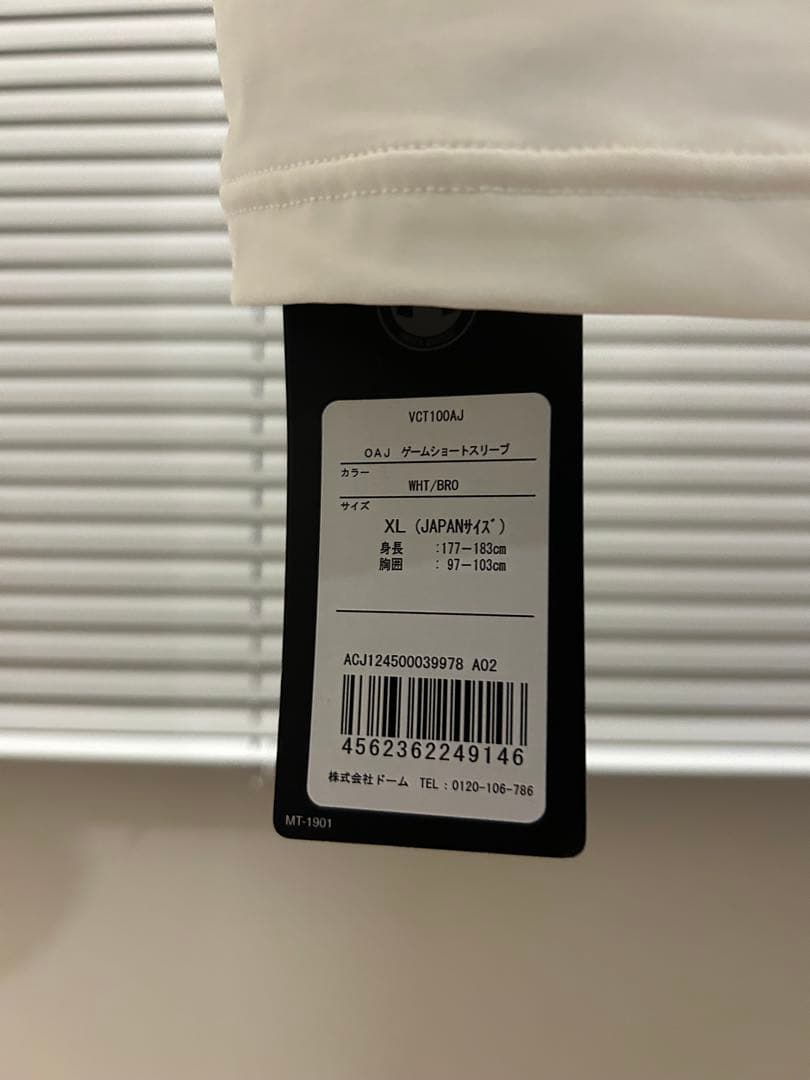 VCT100AJ
OAJ ゲームショートスリーブ
カラー
WHT/BRO
サイズ
XL (JAPANｻｲｽﾞ)
身長 :177-183cm
胸囲 : 97-103cm
ACJ124500039978 A02
4562362249146
株式会社ドーム TEL : 0120-106-786
MT-1901